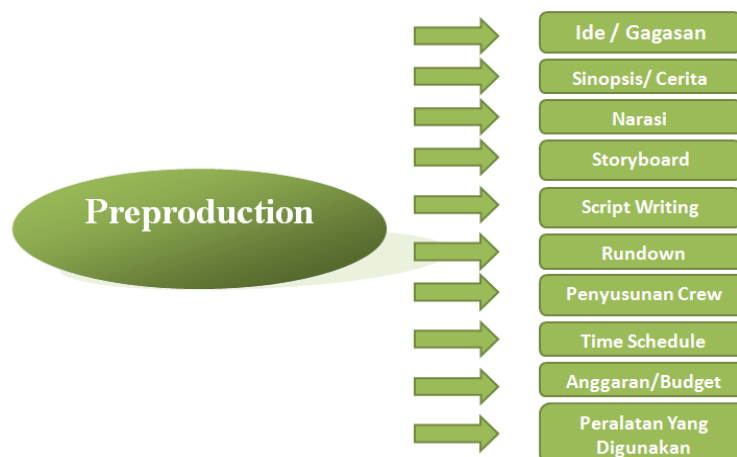 Preproduction
Ide / Gagasan
Sinopsis/ Cerita
Narasi
Storyboard
Script Writing
Rundown
Penyusunan Crew
Time Schedule
Anggaran/Budget
Peralatan Yang
Digunakan